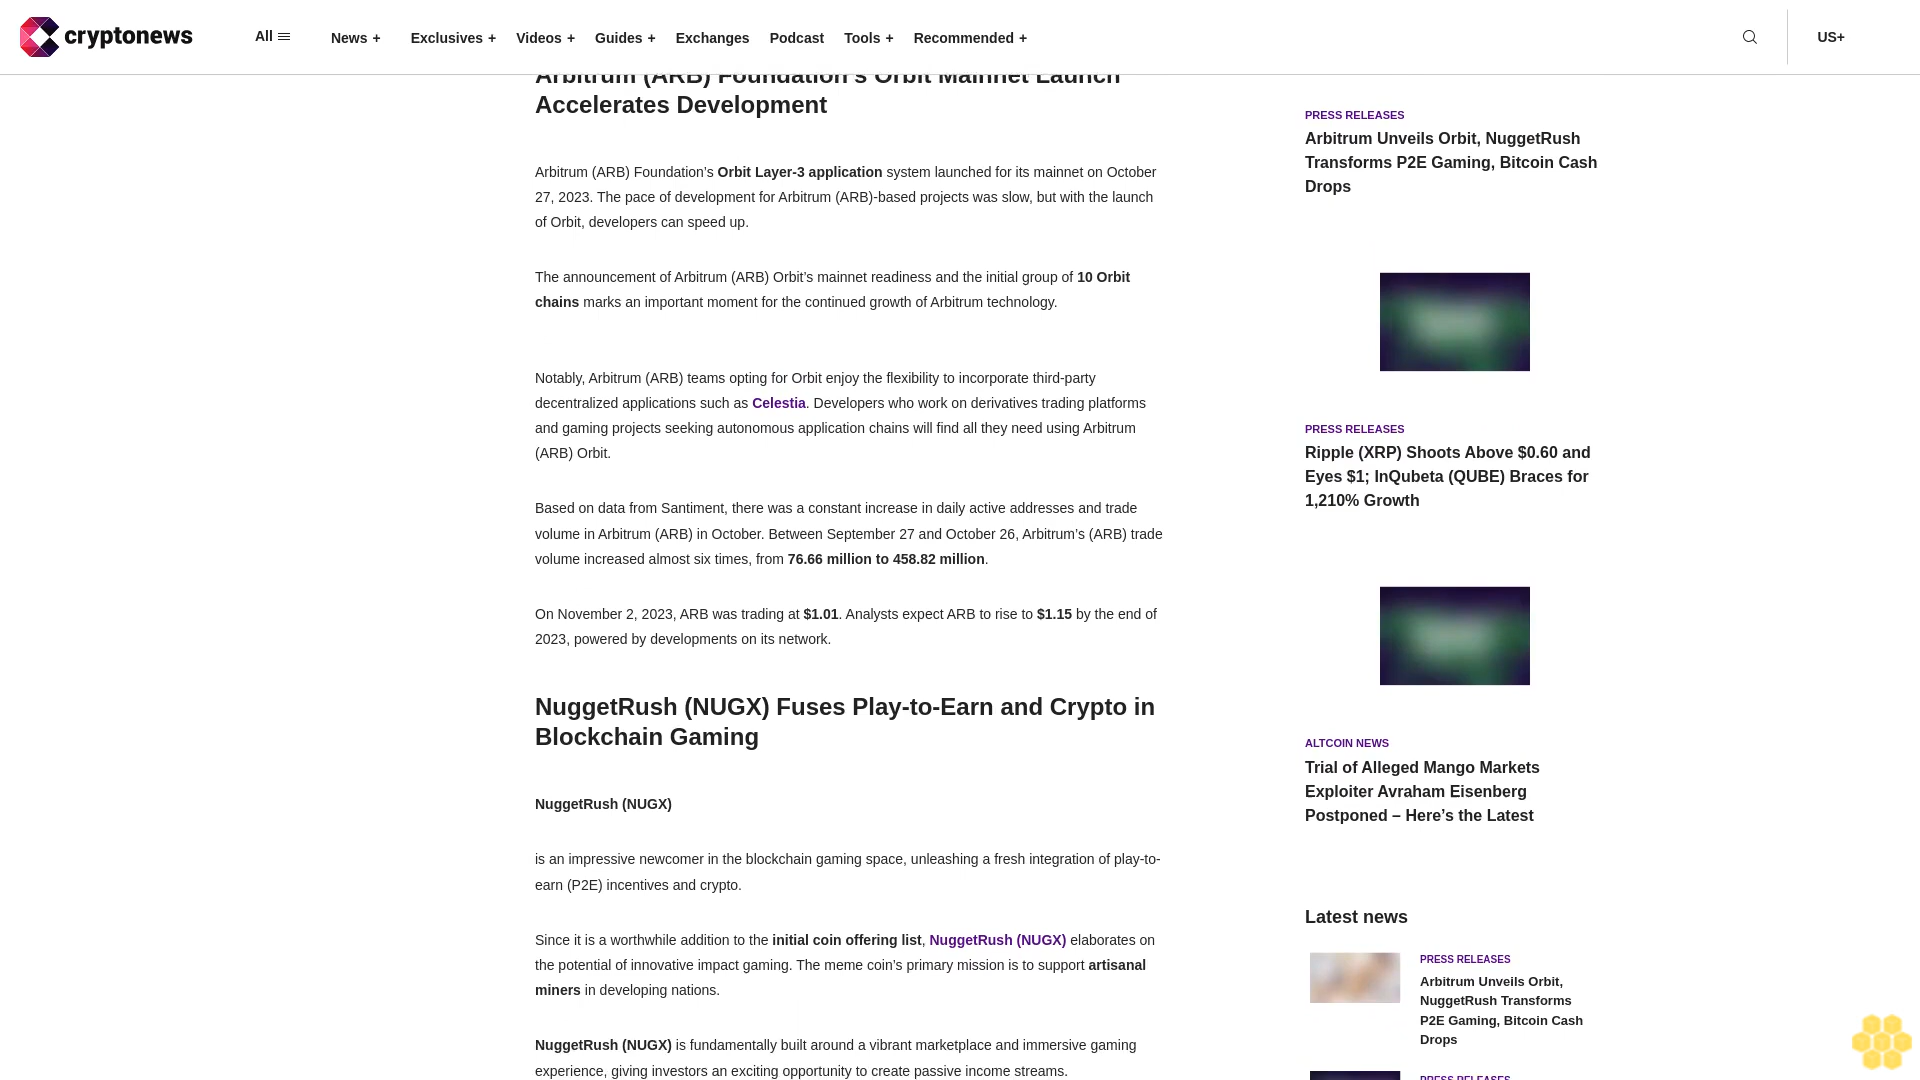 cryptonews
All
News +
Exclusives +
Videos +
Guides +
Exchanges
Podcast
Tools +
Recommended +
US+
Arbitrum (ARB) Foundation’s Orbit Mainnet Launch
Accelerates Development
Arbitrum (ARB) Foundation’s Orbit Layer-3 application system launched for its mainnet on October
27, 2023. The pace of development for Arbitrum (ARB)-based projects was slow, but with the launch
of Orbit, developers can speed up.
The announcement of Arbitrum (ARB) Orbit’s mainnet readiness and the initial group of 10 Orbit
chains marks an important moment for the continued growth of Arbitrum technology.
Notably, Arbitrum (ARB) teams opting for Orbit enjoy the flexibility to incorporate third-party
decentralized applications such as Celestia. Developers who work on derivatives trading platforms
and gaming projects seeking autonomous application chains will find all they need using Arbitrum
(ARB) Orbit.
Based on data from Santiment, there was a constant increase in daily active addresses and trade
volume in Arbitrum (ARB) in October. Between September 27 and October 26, Arbitrum’s (ARB) trade
volume increased almost six times, from 76.66 million to 458.82 million.
On November 2, 2023, ARB was trading at $1.01. Analysts expect ARB to rise to $1.15 by the end of
2023, powered by developments on its network.
NuggetRush (NUGX) Fuses Play-to-Earn and Crypto in
Blockchain Gaming
NuggetRush (NUGX)
is an impressive newcomer in the blockchain gaming space, unleashing a fresh integration of play-to-
earn (P2E) incentives and crypto.
Since it is a worthwhile addition to the initial coin offering list, NuggetRush (NUGX) elaborates on
the potential of innovative impact gaming. The meme coin’s primary mission is to support artisanal
miners in developing nations.
NuggetRush (NUGX) is fundamentally built around a vibrant marketplace and immersive gaming
experience, giving investors an exciting opportunity to create passive income streams.
PRESS RELEASES
Arbitrum Unveils Orbit, NuggetRush
Transforms P2E Gaming, Bitcoin Cash
Drops
PRESS RELEASES
Ripple (XRP) Shoots Above $0.60 and
Eyes $1; InQubeta (QUBE) Braces for
1,210% Growth
ALTCOIN NEWS
Trial of Alleged Mango Markets
Exploiter Avraham Eisenberg
Postponed – Here’s the Latest
Latest news
PRESS RELEASES
Arbitrum Unveils Orbit,
NuggetRush Transforms
P2E Gaming, Bitcoin Cash
Drops
PRESS RELEASES